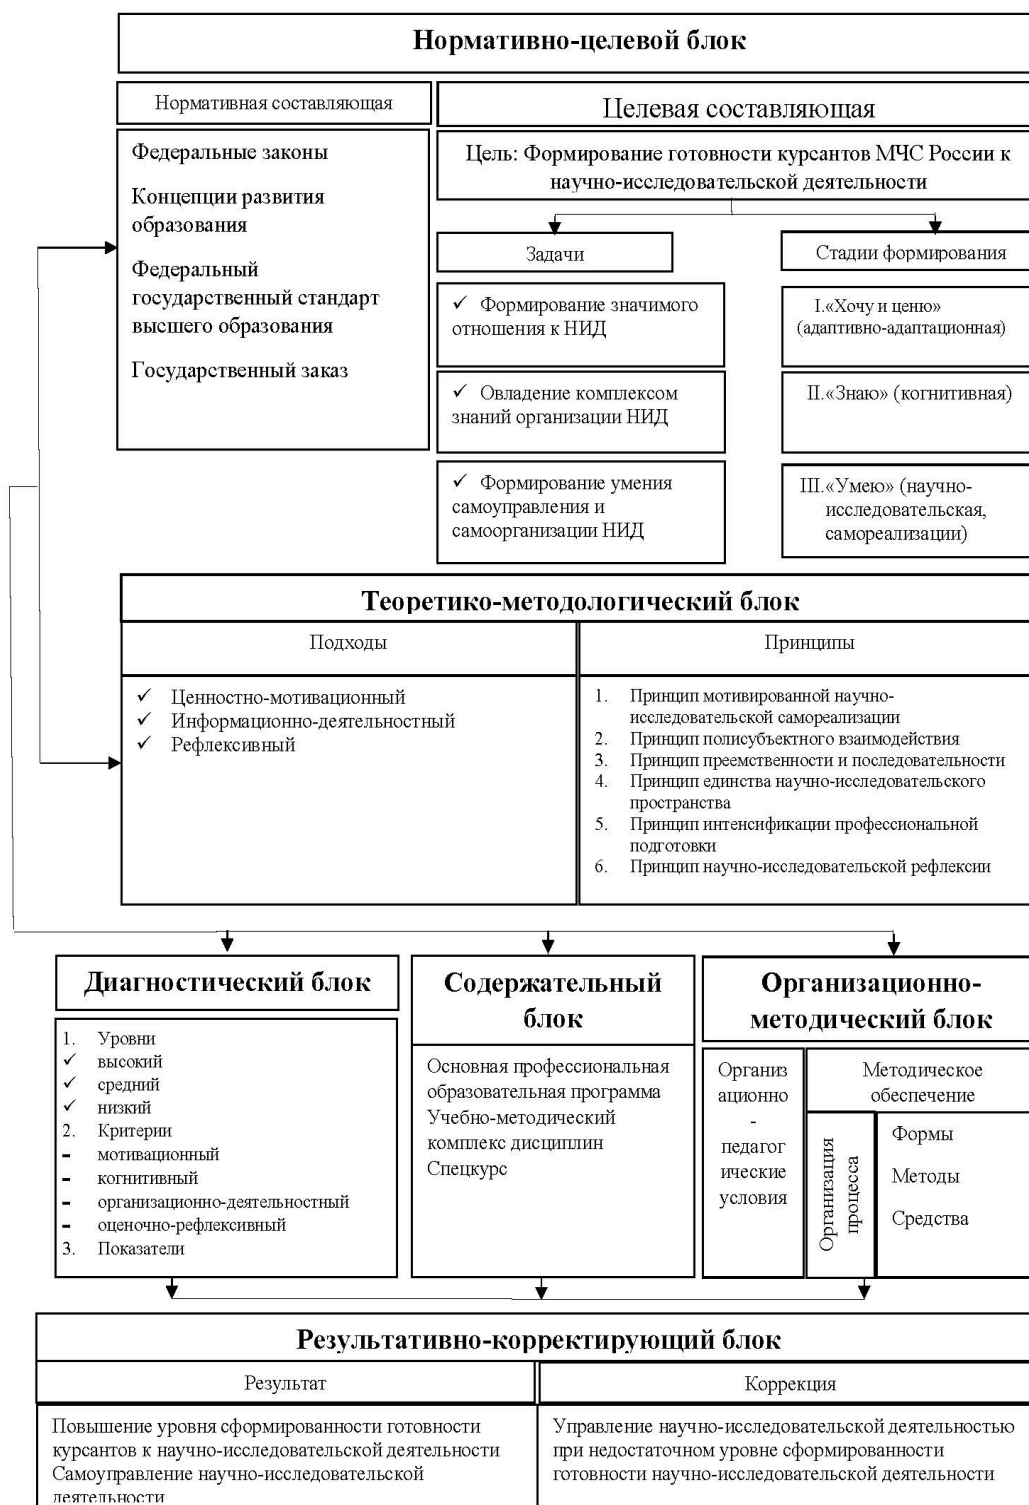 Нормативно-целевой блок
Нормативная составляющая
Федеральные законы
Концепции развития
образования
Федеральный
государственный стандарт
высшего образования
Государственный заказ
Целевая составляющая
Цель: Формирование готовности курсантов МЧС России к
научно-исследовательской деятельности
Задачи
✓ Формирование значимого
отношения к НИД
✓ Овладение комплексом
знаний организации НИД
✓ Формирование умения
самоуправления и
самоорганизации НИД
Стадии формирования
I.«Хочу и ценю»
(адаптивно-адаптационная)
II.«Знаю» (когнитивная)
III.«Умею» (научно-
исследовательская,
самореализации)
Теоретико-методологический блок
Подходы
✓ Ценностно-мотивационный
✓ Информационно-деятельностный
✓ Рефлексивный
Принципы
1. Принцип мотивированной научно-
исследовательской самореализации
2. Принцип полисубъектного взаимодействия
3. Принцип преемственности и последовательности
4. Принцип единства научно-исследовательского
пространства
5. Принцип интенсификации профессиональной
подготовки
6. Принцип научно-исследовательской рефлексии
Диагностический блок
1. Уровни
✓ высокий
✓ средний
✓ низкий
2. Критерии
- мотивационный
- когнитивный
- организационно-деятельностный
- оценочно-рефлексивный
3. Показатели
Содержательный
блок
Основная профессиональная
образовательная программа
Учебно-методический
комплекс дисциплин
Спецкурс
Организационно-
методический блок
Организ
ационно
-
педагог
ические
условия
Методическое
обеспечение
Организация
процесса
Формы
Методы
Средства
Результативно-корректирующий блок
Результат
Повышение уровня сформированности готовности
курсантов к научно-исследовательской деятельности
Самоуправление научно-исследовательской
деятельности
Коррекция
Управление научно-исследовательской деятельностью
при недостаточном уровне сформированности
готовности научно-исследовательской деятельности